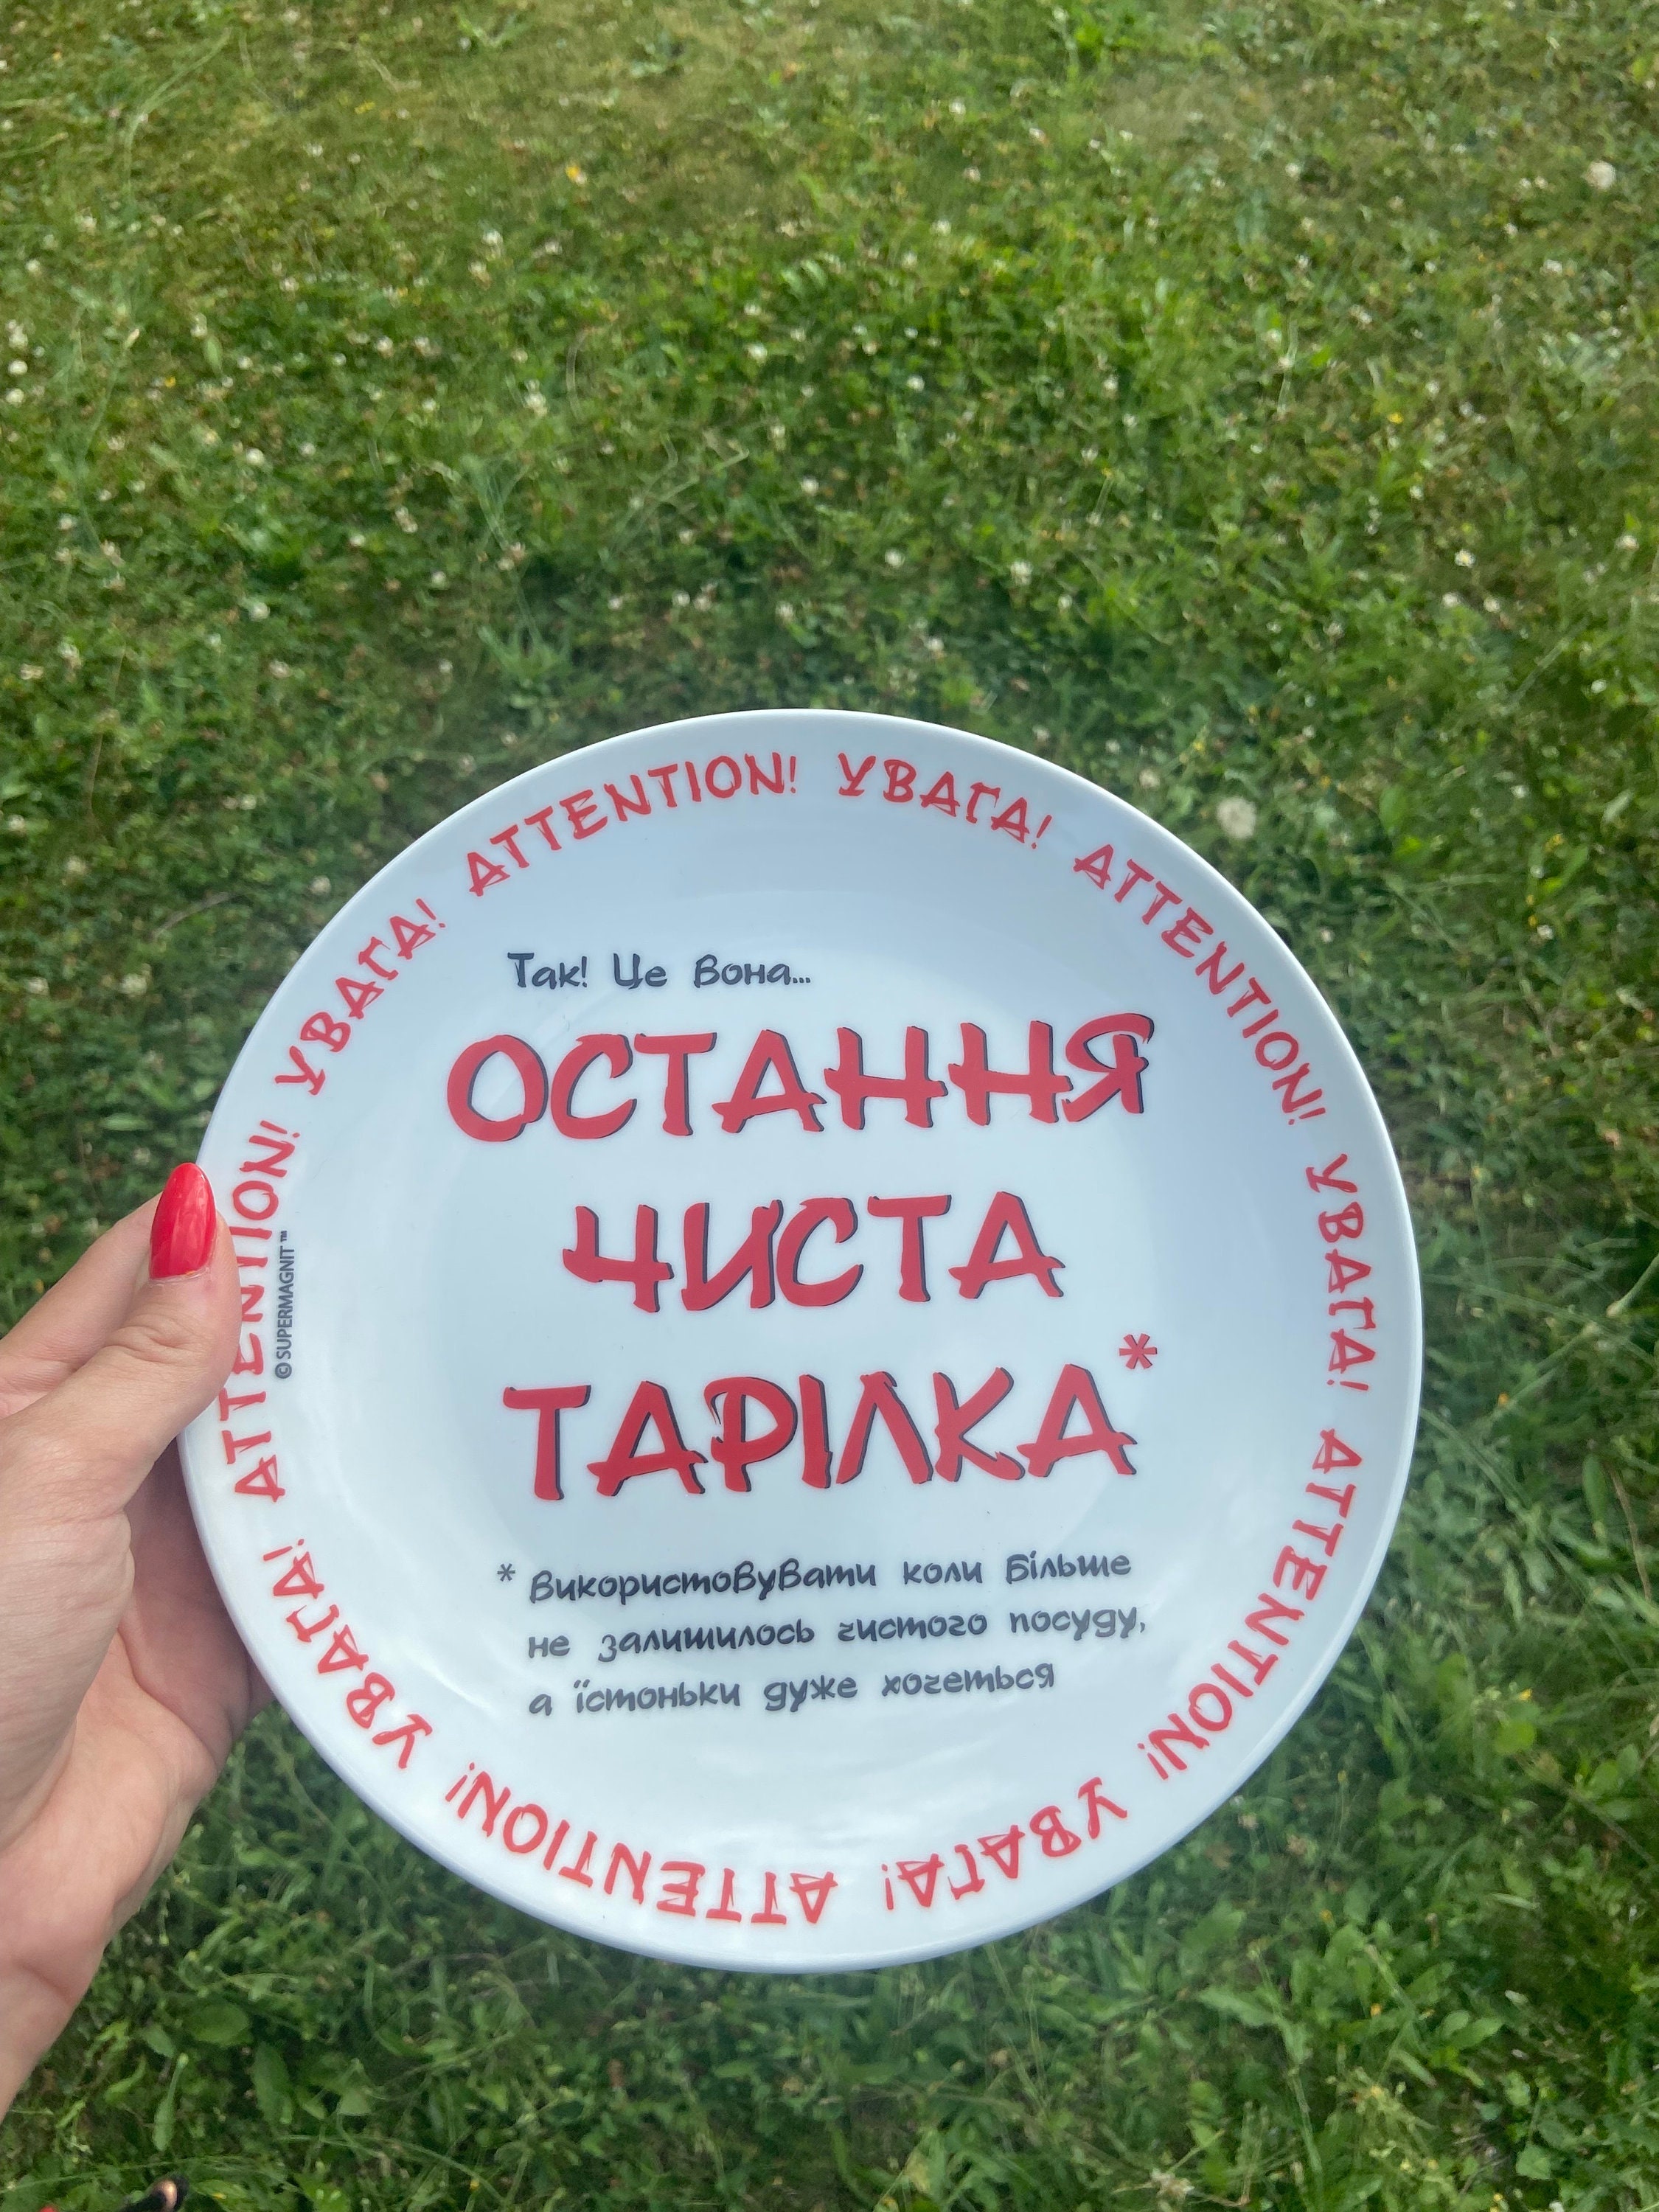 ATTENTION! УВАГА! ATTENTION! УВАГА! ATTENTION! УВАГА! ATTENTION! УВАГА! ATTENTION! УВАГА!
Так! Це вона...
ОСТАННЯ
ЧИСТА
ТАРІЛКА*
* використовувати коли більше
не залишилось чистого посуду,
а їстоньки дуже хочеться
© SUPERMAGNIT™